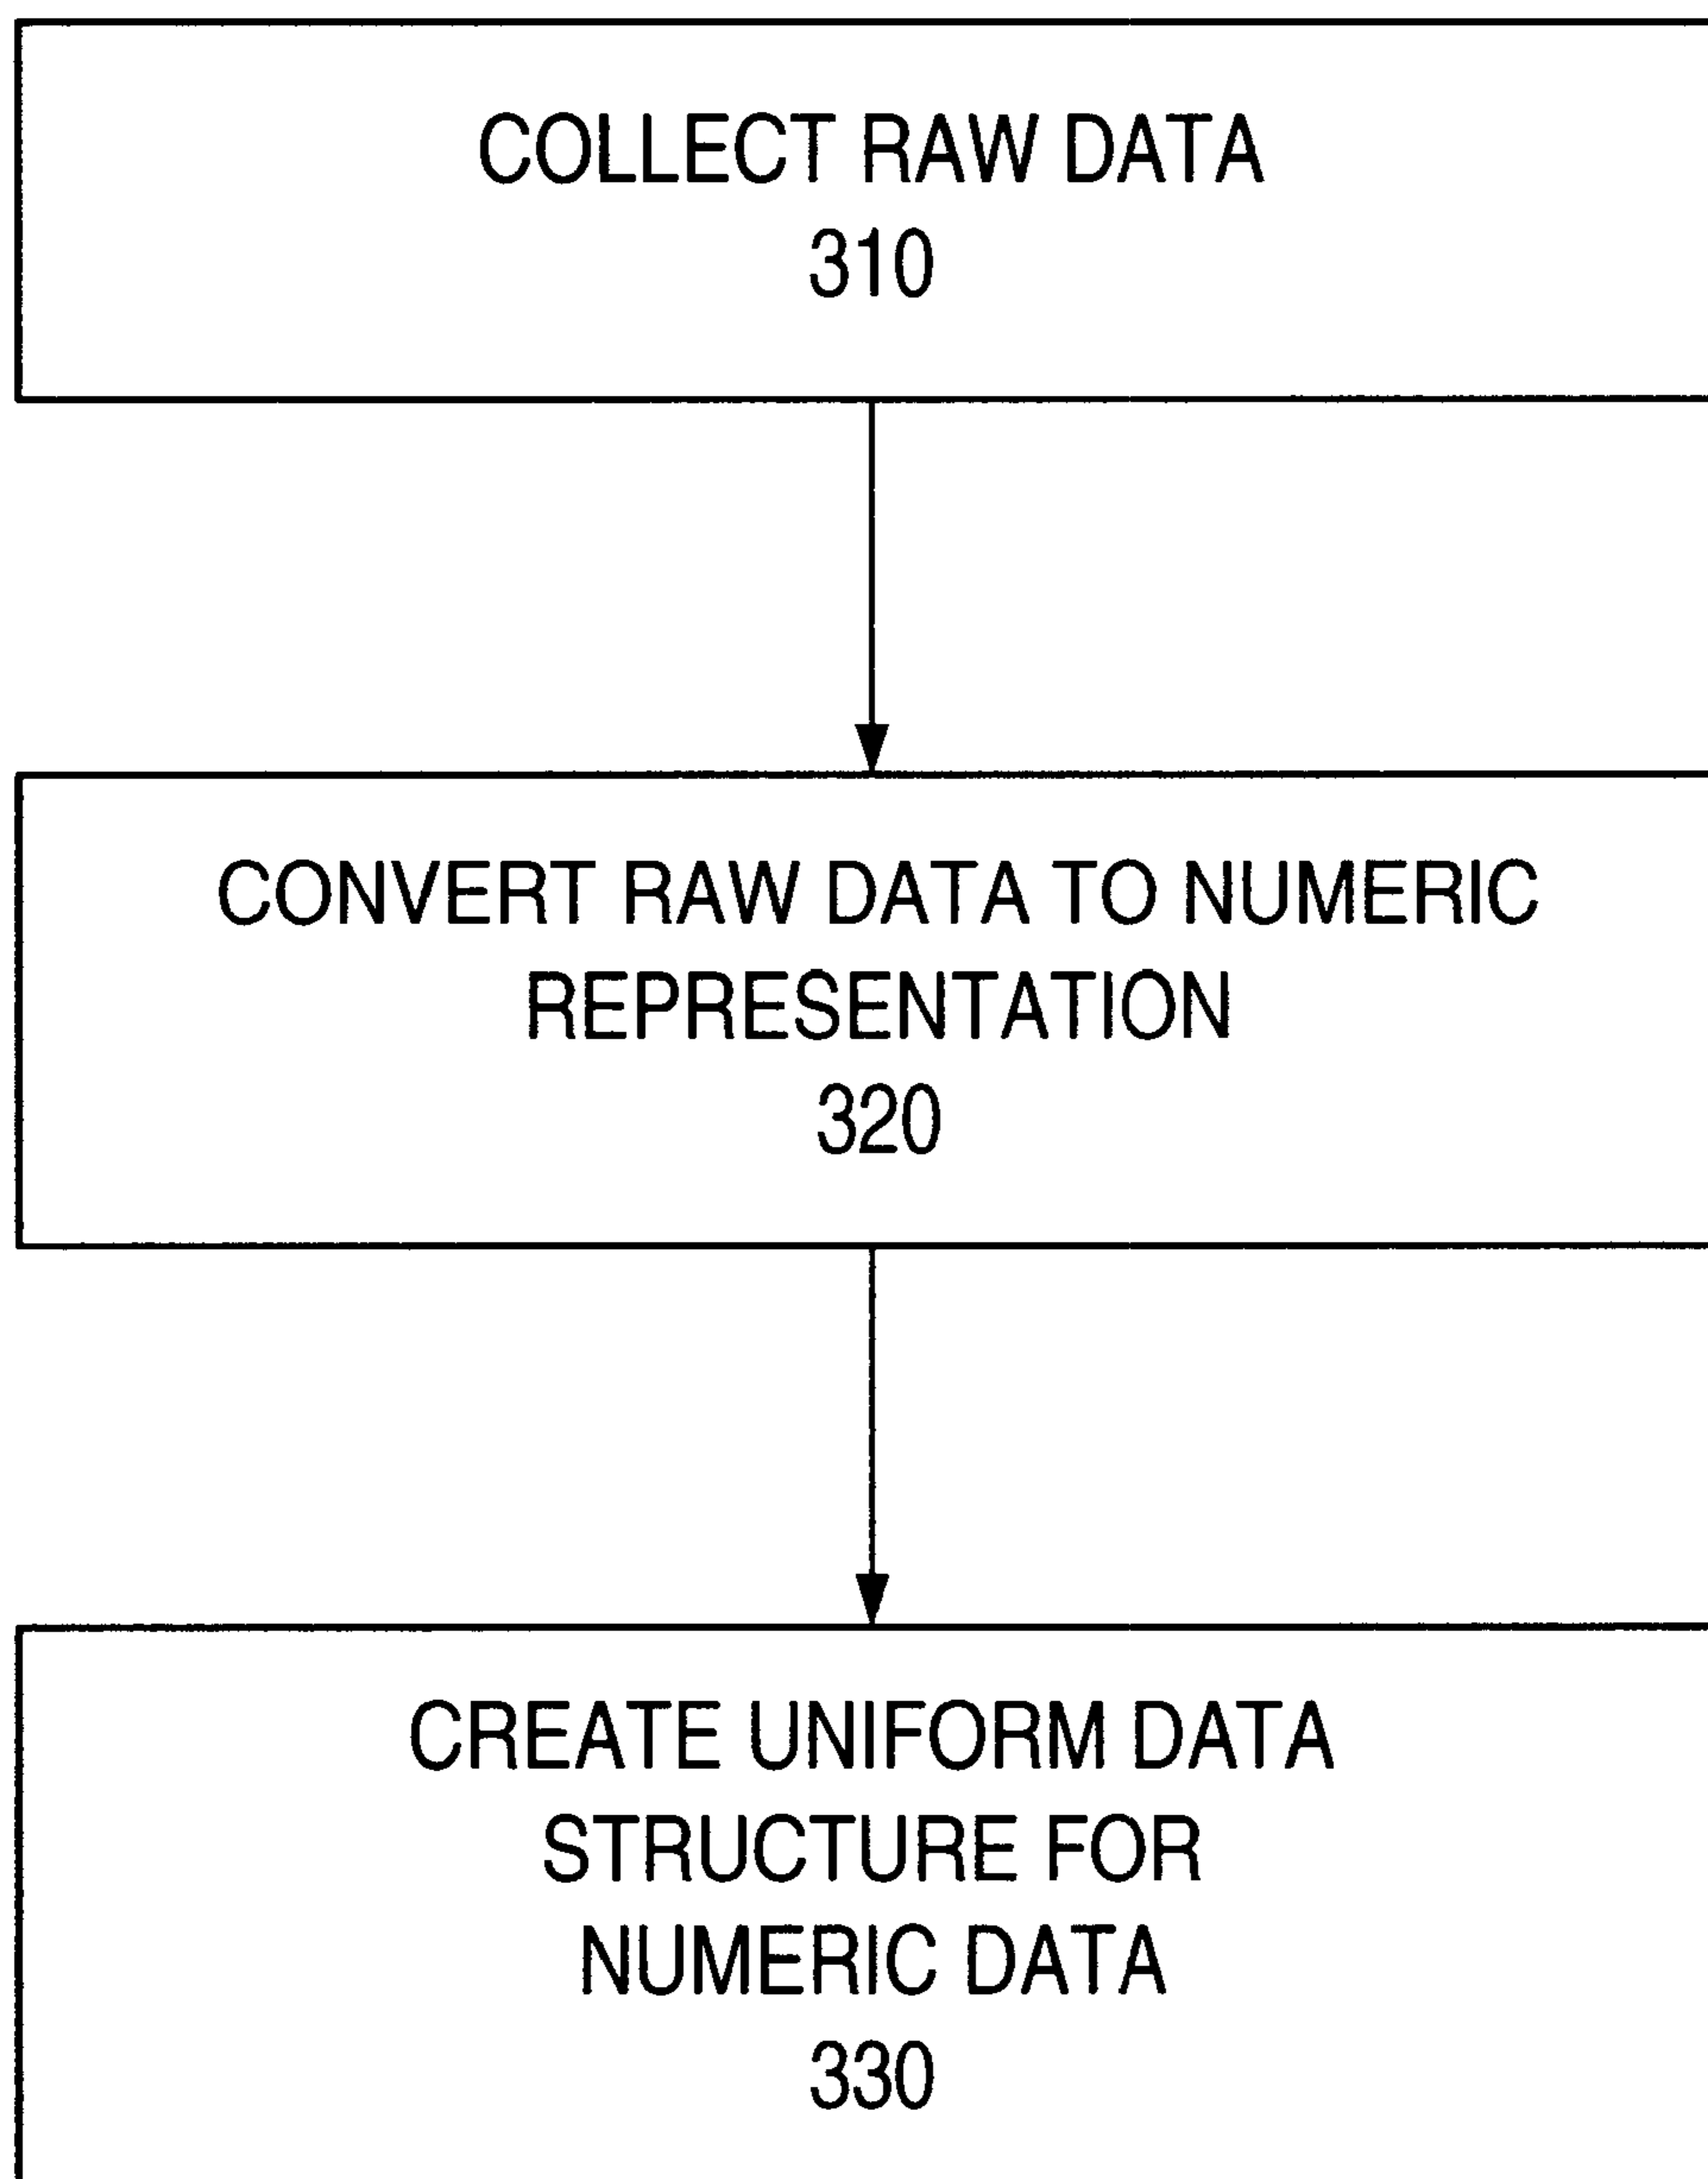 COLLECT RAW DATA
310
CONVERT RAW DATA TO NUMERIC
REPRESENTATION
320
CREATE UNIFORM DATA
STRUCTURE FOR
NUMERIC DATA
330